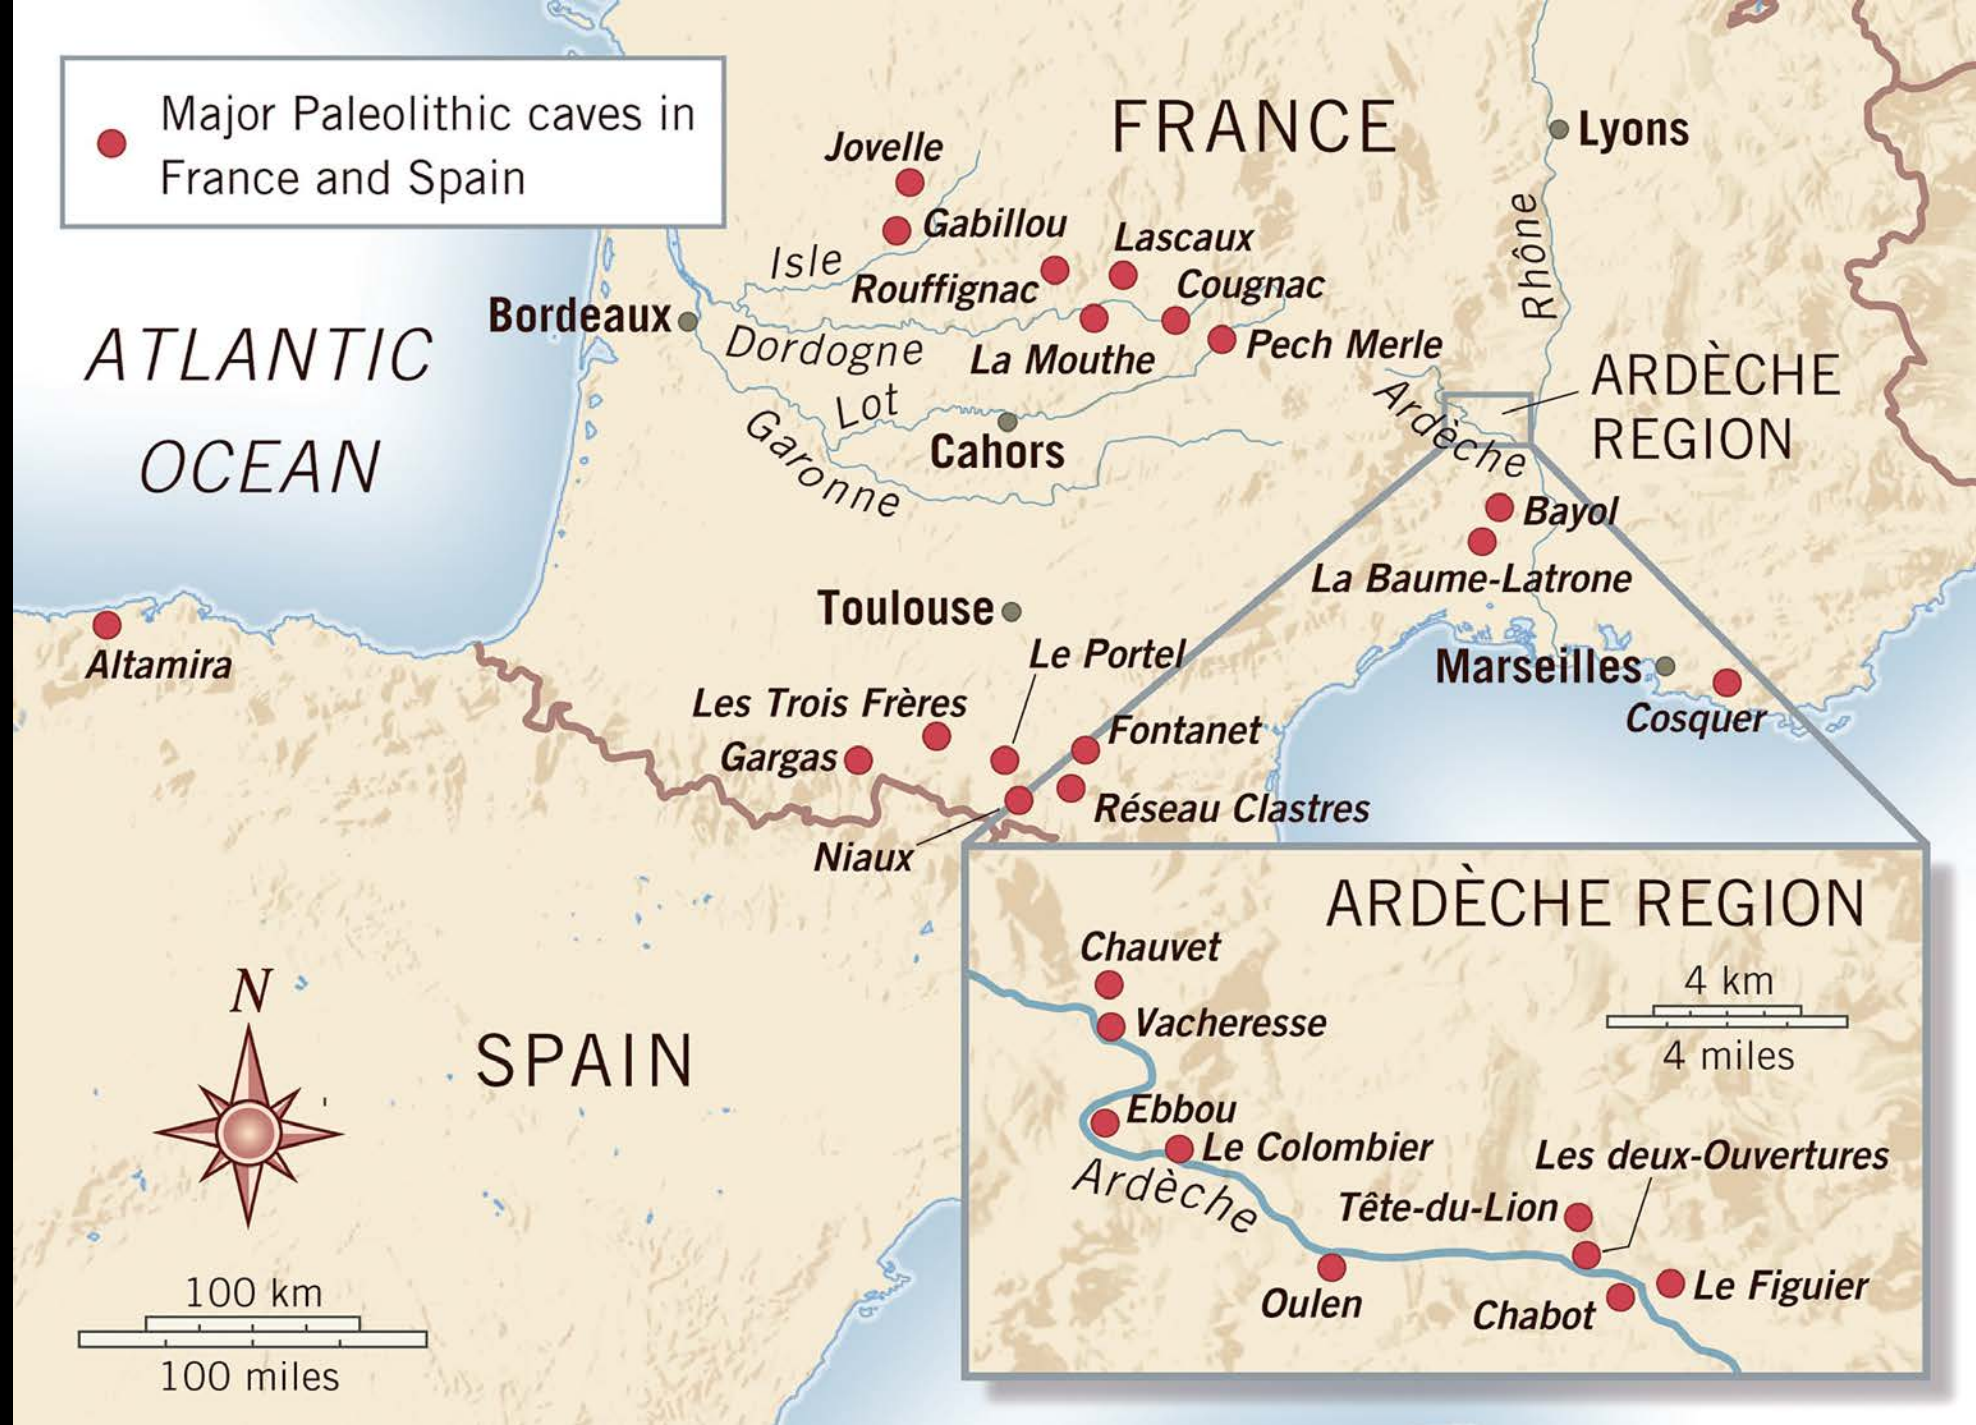 Major Paleolithic caves in
France and Spain
FRANCE
Lyons
Jovelle
Gabillou
Lascaux
Isle
Rouffignac
Cougnac
Rhône
Bordeaux
Dordogne
La Mouthe
Pech Merle
ATLANTIC
OCEAN
ARDÈCHE
REGION
Ardèche
Lot
Garonne
Cahors
Bayol
La Baume-Latrone
Toulouse
Altamira
Le Portel
Marseilles
Cosquer
Les Trois Frères
Gargas
Fontanet
Réseau Clastres
Niaux
SPAIN
N
100 km
100 miles
ARDÈCHE REGION
4 km
4 miles
Chauvet
Vacheresse
Ebbou
Le Colombier
Ardèche
Les deux-Ouvertures
Tête-du-Lion
Oulen
Chabot
Le Figuier